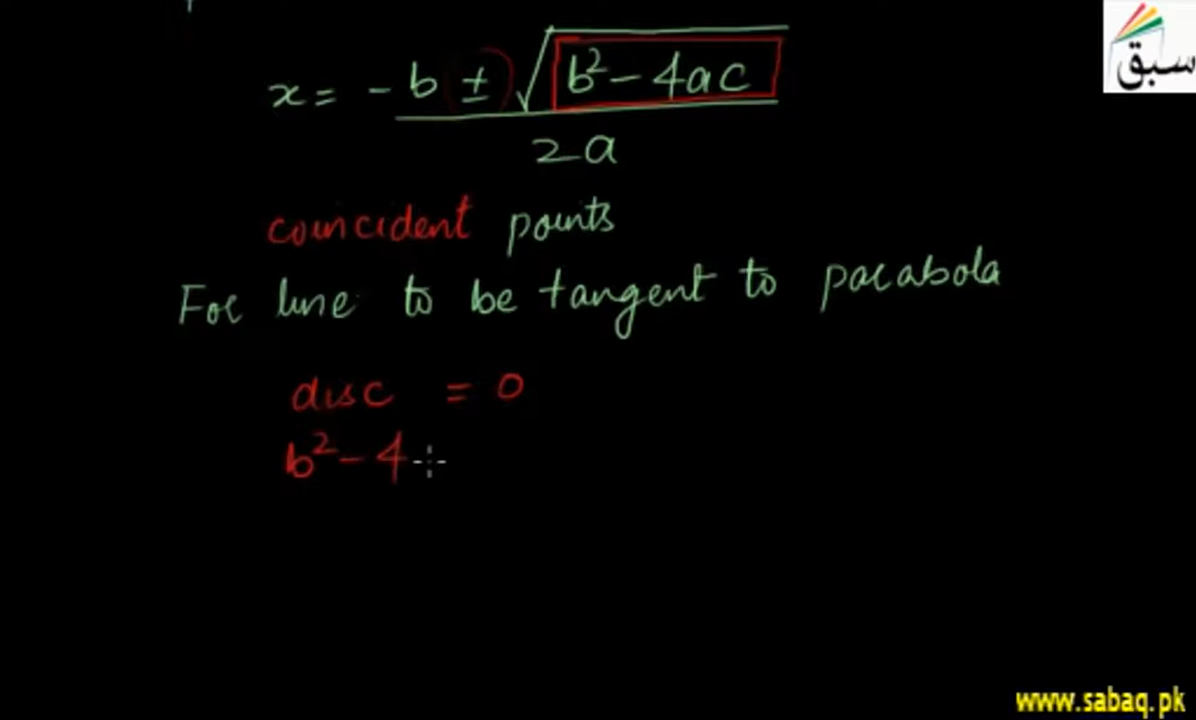 سبق
x = -b ± √b² - 4ac
2a
coincident points
For line to be tangent to parabola
disc = 0
b² - 4
www.sabaq.pk